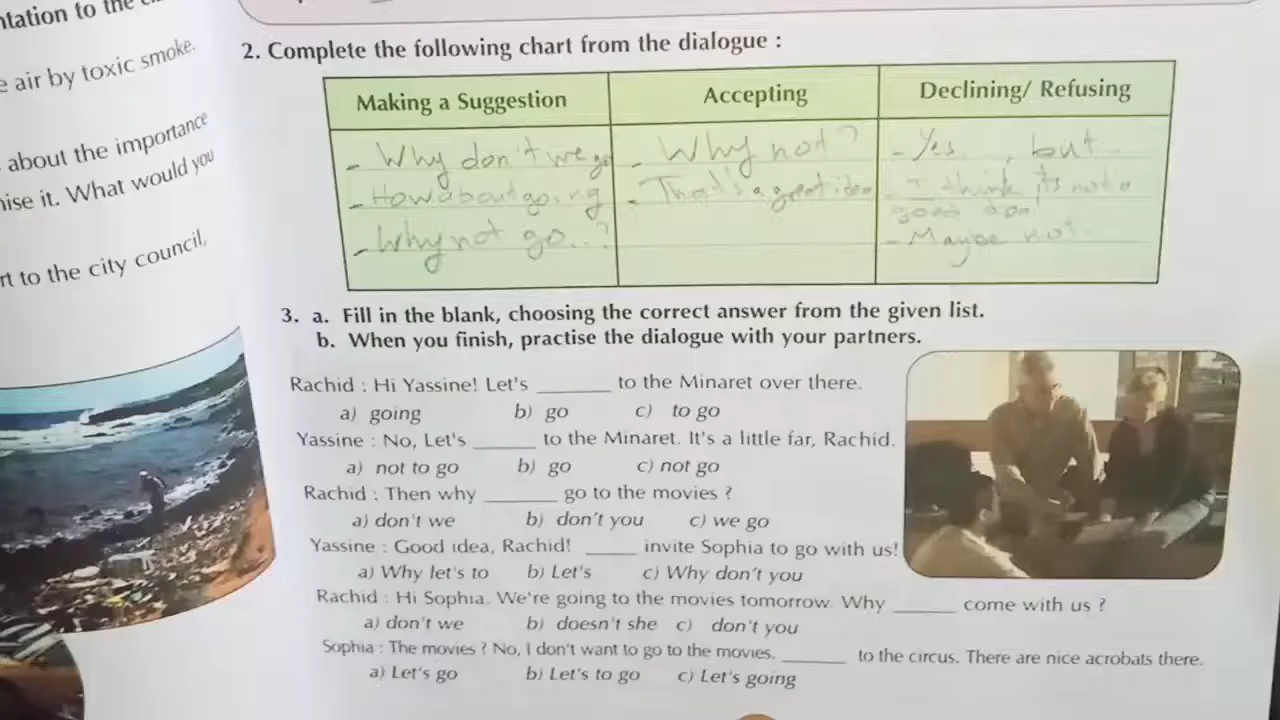 ntation to the
e air by toxic smoke.
about the importance
nise it. What would you
rt to the city council,
2. Complete the following chart from the dialogue :
Making a Suggestion Accepting Declining/ Refusing
- Why don't we go - Why not? - Yes , but
- How about going - That's a great idea - I think its not a
good
- Why not go..? - Maybe not
3. a. Fill in the blank, choosing the correct answer from the given list.
b. When you finish, practise the dialogue with your partners.
Rachid : Hi Yassine! Let's ______ to the Minaret over there.
a) going b) go c) to go
Yassine : No, Let's ______ to the Minaret. It's a little far, Rachid.
a) not to go b) go c) not go
Rachid : Then why ______ go to the movies ?
a) don't we b) don't you c) we go
Yassine : Good idea, Rachid! ______ invite Sophia to go with us!
a) Why let's to b) Let's c) Why don't you
Rachid : Hi Sophia. We're going to the movies tomorrow. Why ______ come with us ?
a) don't we b) doesn't she c) don't you
Sophia : The movies ? No, I don't want to go to the movies. ______ to the circus. There are nice acrobats there.
a) Let's go b) Let's to go c) Let's going